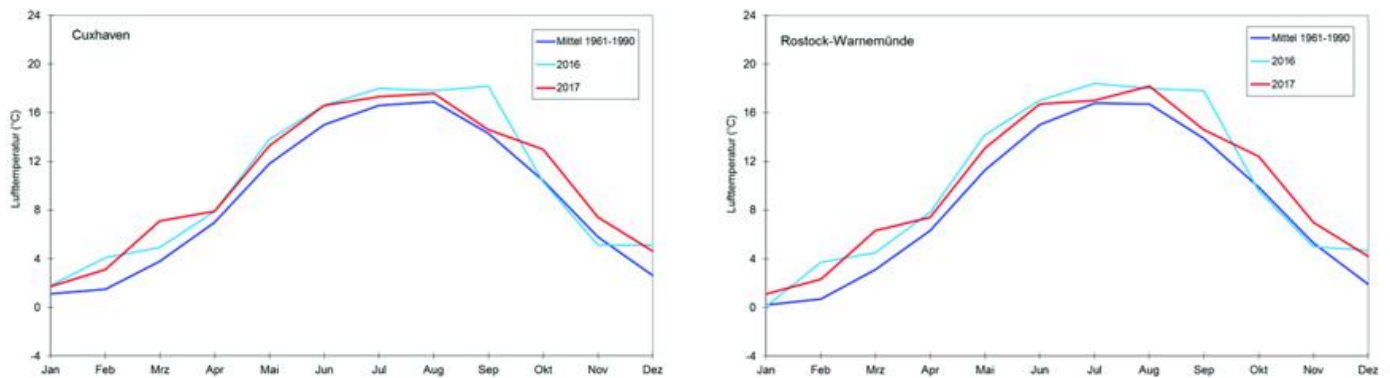 Cuxhaven
Mittel 1961-1990
2016
2017
Lufttemperatur (°C)
24
20
16
12
8
4
0
-4
Jan Feb Mrz Apr Mai Jun Jul Aug Sep Okt Nov Dez
Rostock-Warnemünde
Mittel 1961-1990
2016
2017
Lufttemperatur (°C)
24
20
16
12
8
4
0
-4
Jan Feb Mrz Apr Mai Jun Jul Aug Sep Okt Nov Dez